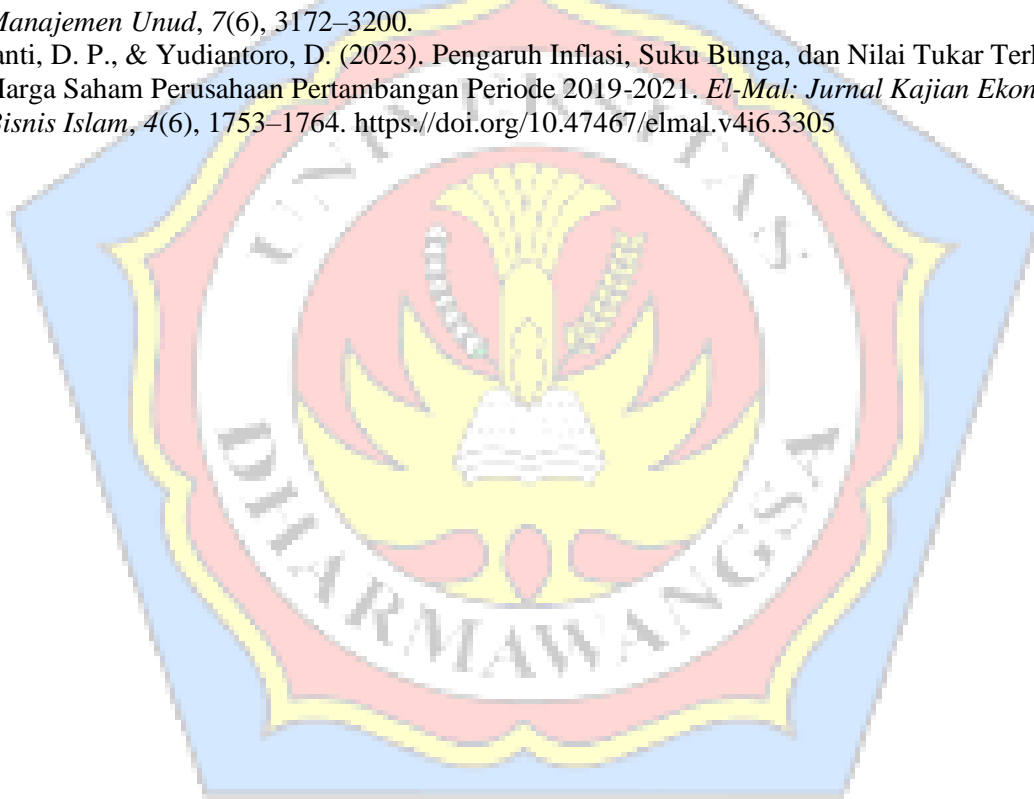 Manajemen Unud, 7(6), 3172–3200.
anti, D. P., & Yudiantoro, D. (2023). Pengaruh Inflasi, Suku Bunga, dan Nilai Tukar Ter
Harga Saham Perusahaan Pertambangan Periode 2019-2021. El-Mal: Jurnal Kajian Ekon
Bisnis Islam, 4(6), 1753–1764. https://doi.org/10.47467/elmal.v4i6.3305
UNIVERSITAS
DHARMAWANGSA